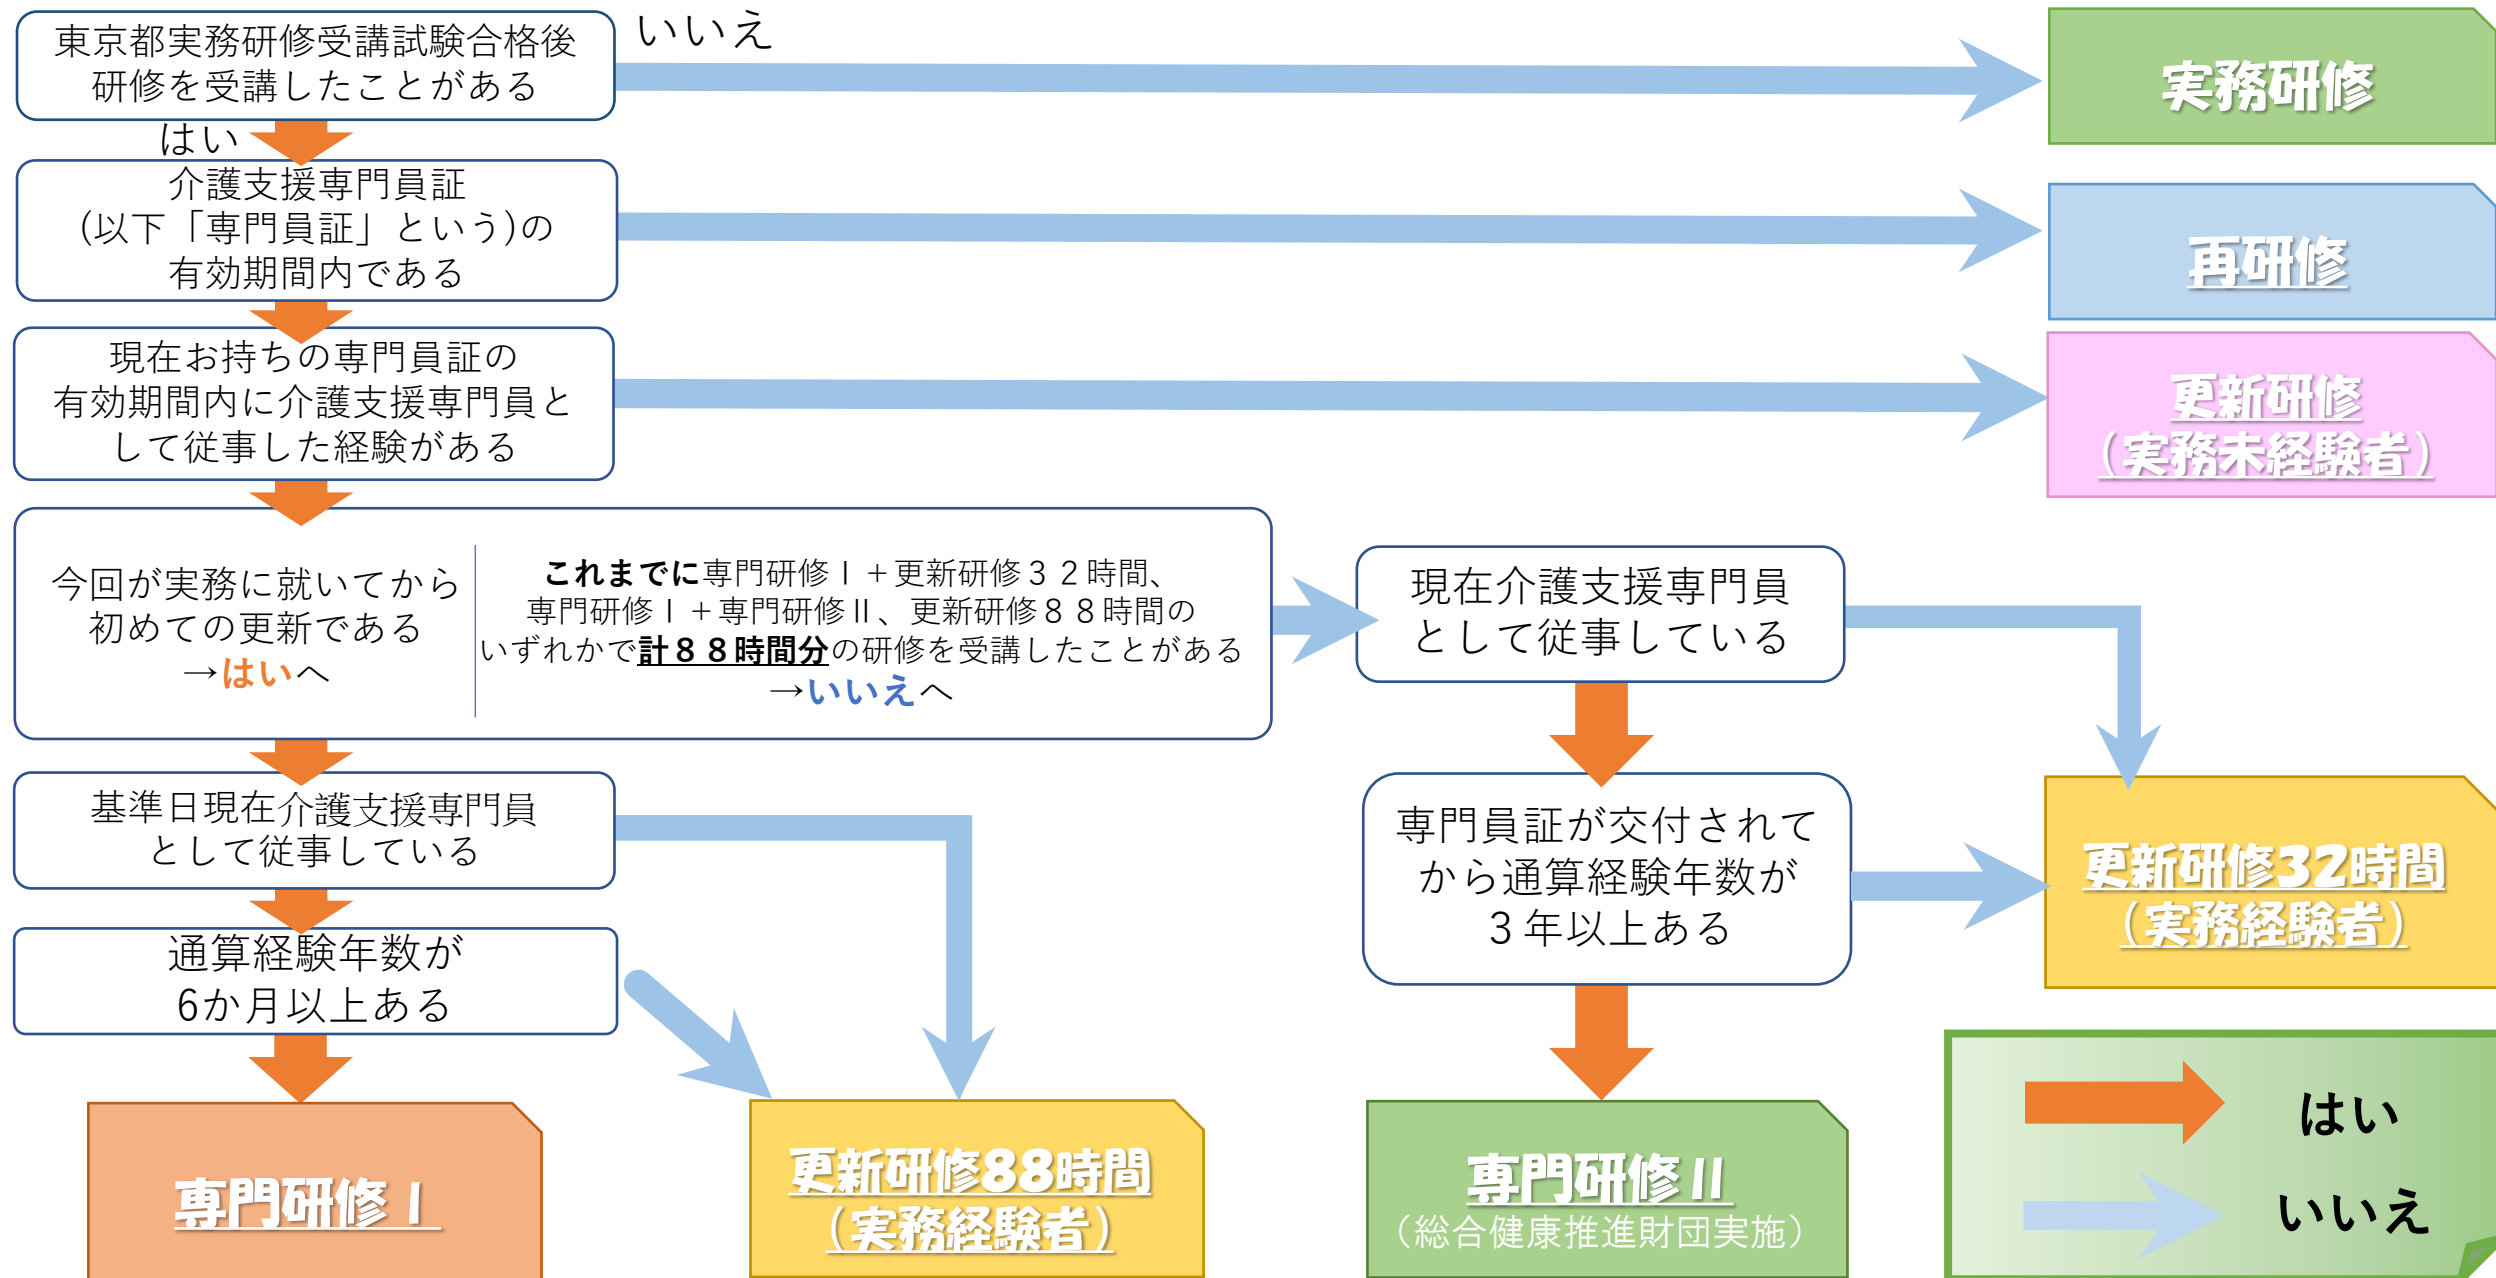 東京都実務研修受講試験合格後
研修を受講したことがある
いいえ
実務研修
はい
介護支援専門員証
(以下「専門員証」という)の
有効期間内である
再研修
現在お持ちの専門員証の
有効期間内に介護支援専門員と
して従事した経験がある
更新研修
（実務未経験者）
今回が実務に就いてから
初めての更新である
→はいへ
これまでに専門研修Ⅰ＋更新研修３２時間、
専門研修Ⅰ＋専門研修Ⅱ、更新研修８８時間の
いずれかで計８８時間分の研修を受講したことがある
→いいえへ
現在介護支援専門員
として従事している
基準日現在介護支援専門員
として従事している
専門員証が交付されて
から通算経験年数が
３年以上ある
更新研修32時間
（実務経験者）
通算経験年数が
6か月以上ある
専門研修Ⅰ
更新研修88時間
（実務経験者）
専門研修Ⅱ
（総合健康推進財団実施）
はい
いいえ